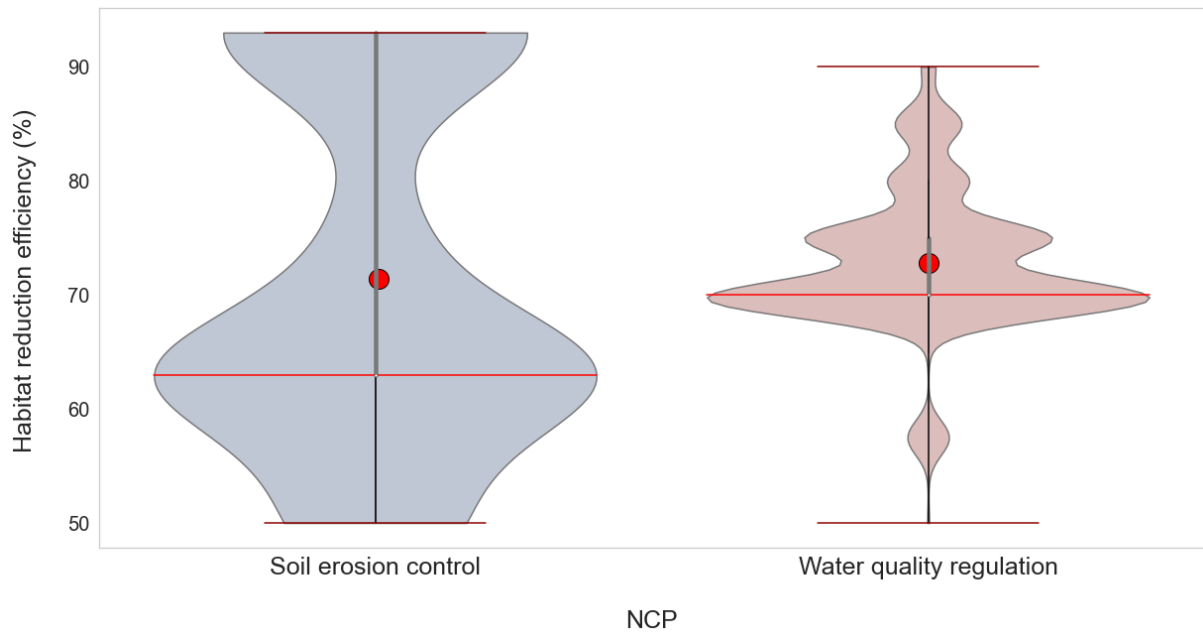 Habitat reduction efficiency (%)
90
80
70
60
50
Soil erosion control
Water quality regulation
NCP